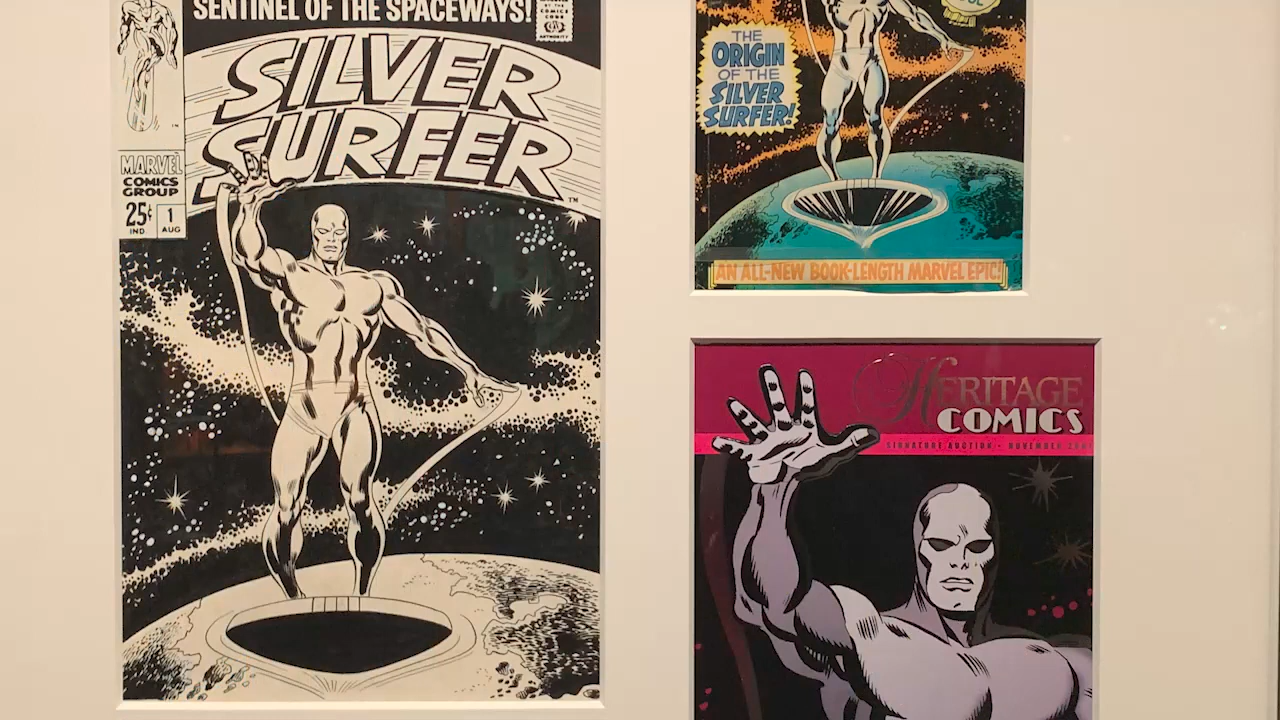 SENTINEL OF THE SPACEWAYS!
SILVER
SURFER
TM
MARVEL
COMICS
GROUP
25¢
IND.
1
AUG
THE
ORIGIN
OF THE
SILVER
SURFER!
AN ALL-NEW BOOK-LENGTH MARVEL EPIC!
HERITAGE
COMICS
SIGNATURE AUCTION - NOVEMBER